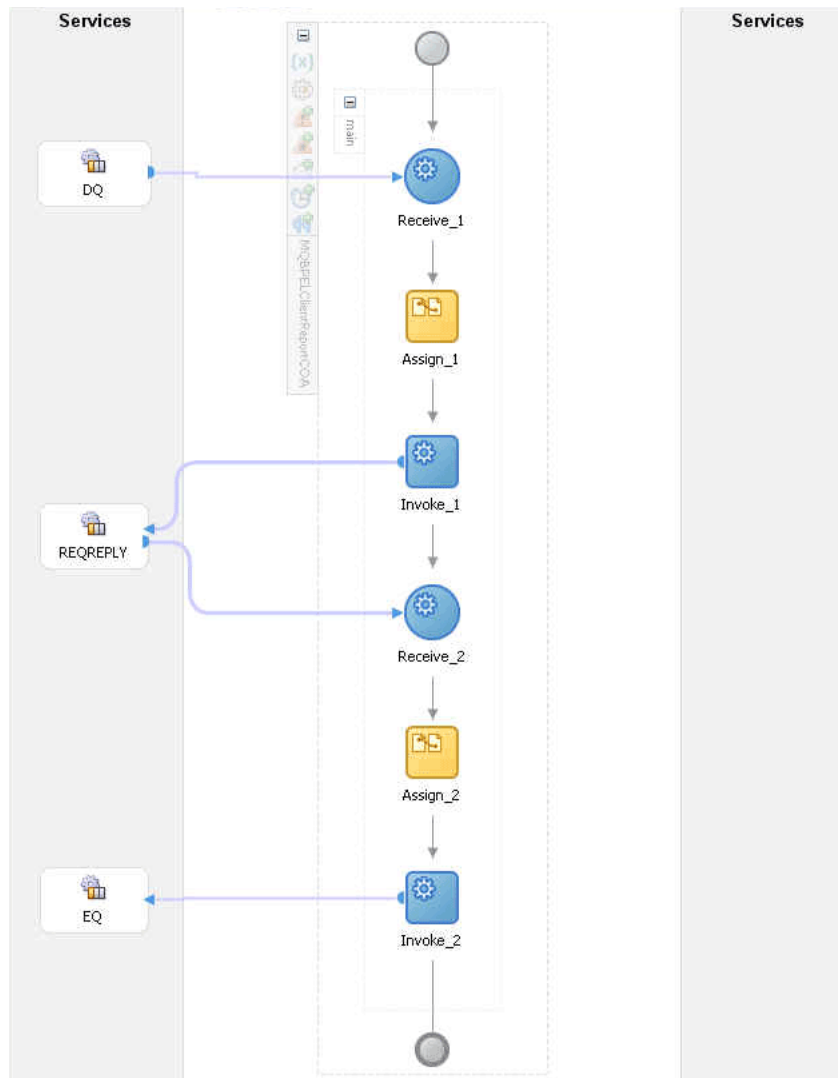 Services
Services
main
DQ
Receive_1
MQBPELClientReportCOA
Assign_1
Invoke_1
REQREPLY
Receive_2
Assign_2
EQ
Invoke_2